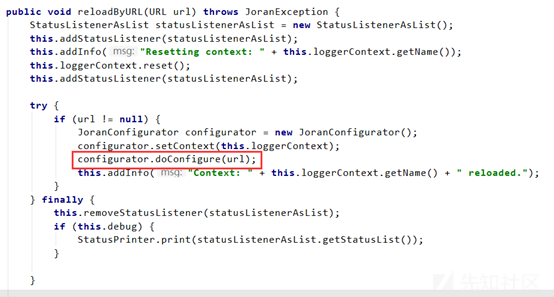 public void reloadByURL(URL url) throws JoranException {
    StatusListenerAsList statusListenerAsList = new StatusListenerAsList();
    this.addStatusListener(statusListenerAsList);
    this.addInfo( msg: "Resetting context: " + this.loggerContext.getName());
    this.loggerContext.reset();
    this.addStatusListener(statusListenerAsList);

    try {
        if (url != null) {
            JoranConfigurator configurator = new JoranConfigurator();
            configurator.setContext(this.loggerContext);
            configurator.doConfigure(url);
            this.addInfo( msg: "Context: " + this.loggerContext.getName() + " reloaded.");
        }
    } finally {
        this.removeStatusListener(statusListenerAsList);
        if (this.debug) {
            StatusPrinter.print(statusListenerAsList.getStatusList());
        }

    }
先知社区